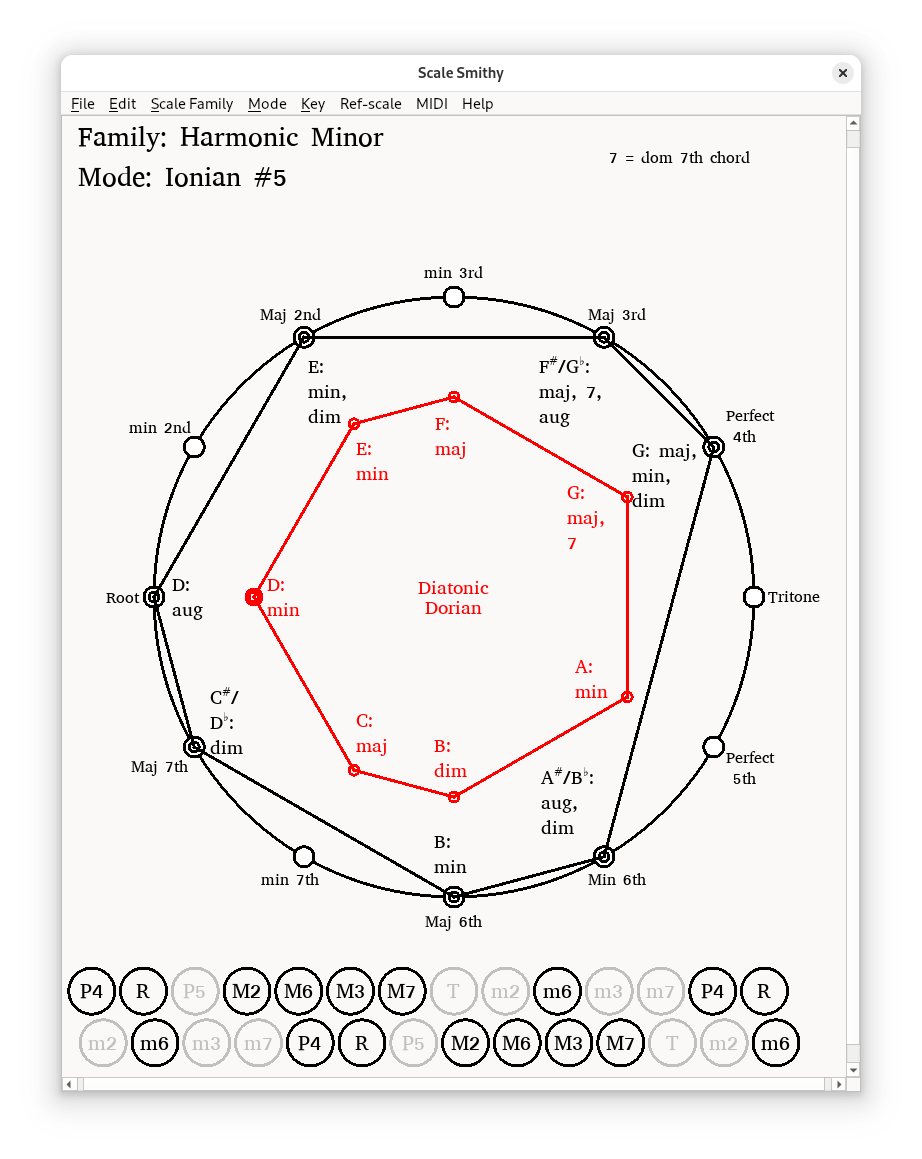 Scale Smithy
File Edit Scale Family Mode Key Ref-scale MIDI Help
Family: Harmonic Minor
7 = dom 7th chord
Mode: Ionian #5
min 3rd
Maj 2nd
Maj 3rd
E:
min,
dim
F#/G♭:
maj, 7,
aug
Perfect
4th
min 2nd
F:
maj
E:
min
G: maj,
min,
dim
G:
maj,
7
Root
D:
aug
D:
min
Diatonic
Dorian
Tritone
A:
min
C#/
D♭:
dim
C:
maj
B:
dim
Maj 7th
Perfect
5th
A#/B♭:
aug,
dim
B:
min
min 7th
Min 6th
Maj 6th
P4 R P5 M2 M6 M3 M7 T m2 m6 m3 m7 P4 R
m2 m6 m3 m7 P4 R P5 M2 M6 M3 M7 T m2 m6